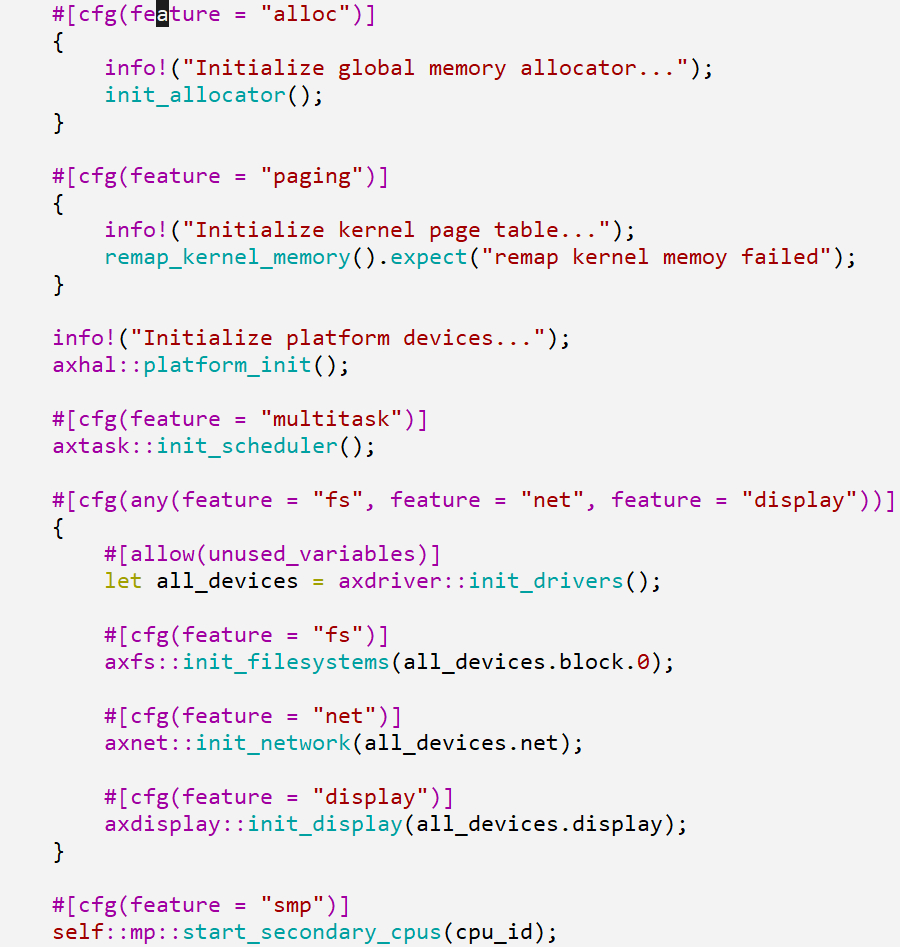 #[cfg(feature = "alloc")]
{
info!("Initialize global memory allocator...");
init_allocator();
}
#[cfg(feature = "paging")]
{
info!("Initialize kernel page table...");
remap_kernel_memory().expect("remap kernel memoy failed");
}
info!("Initialize platform devices...");
axhal::platform_init();
#[cfg(feature = "multitask")]
axtask::init_scheduler();
#[cfg(any(feature = "fs", feature = "net", feature = "display"))]
{
#[allow(unused_variables)]
let all_devices = axdriver::init_drivers();
#[cfg(feature = "fs")]
axfs::init_filesystems(all_devices.block.0);
#[cfg(feature = "net")]
axnet::init_network(all_devices.net);
#[cfg(feature = "display")]
axdisplay::init_display(all_devices.display);
}
#[cfg(feature = "smp")]
self::mp::start_secondary_cpus(cpu_id);